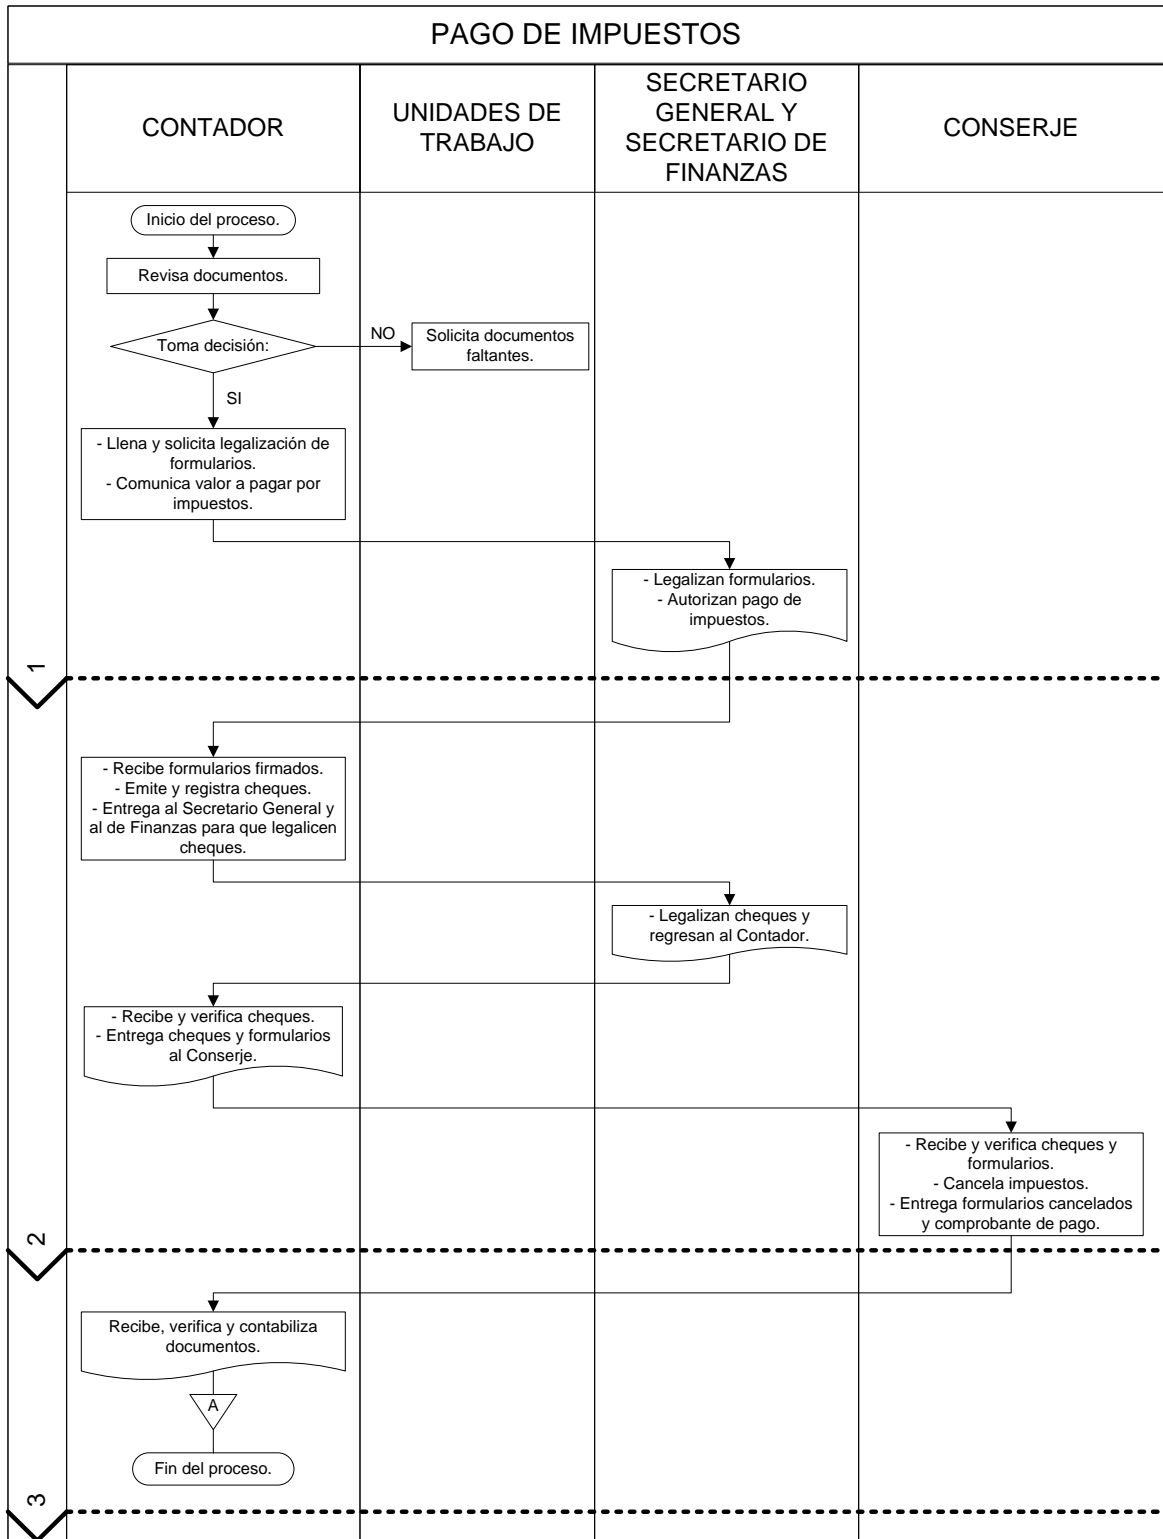 PAGO DE IMPUESTOS
CONTADOR
UNIDADES DE
TRABAJO
SECRETARIO
GENERAL Y
SECRETARIO DE
FINANZAS
CONSERJE
Inicio del proceso.
Revisa documentos.
Toma decisión:
NO
Solicita documentos
faltantes.
SI
- Llena y solicita legalización de
formularios.
- Comunica valor a pagar por
impuestos.
- Legalizan formularios.
- Autorizan pago de
impuestos.
1
- Recibe formularios firmados.
- Emite y registra cheques.
- Entrega al Secretario General y
al de Finanzas para que legalicen
cheques.
- Legalizan cheques y
regresan al Contador.
- Recibe y verifica cheques.
- Entrega cheques y formularios
al Conserje.
- Recibe y verifica cheques y
formularios.
- Cancela impuestos.
- Entrega formularios cancelados
y comprobante de pago.
2
Recibe, verifica y contabiliza
documentos.
A
Fin del proceso.
3